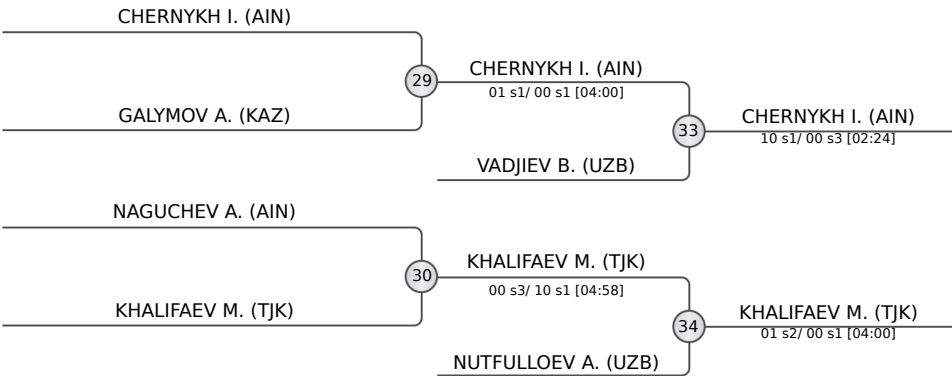 CHERNYKH I. (AIN)
29
CHERNYKH I. (AIN)
01 s1/ 00 s1 [04:00]
GALYMOV A. (KAZ)
33
CHERNYKH I. (AIN)
10 s1/ 00 s3 [02:24]
VADJIEV B. (UZB)
NAGUCHEV A. (AIN)
30
KHALIFAEV M. (TJK)
00 s3/ 10 s1 [04:58]
KHALIFAEV M. (TJK)
34
KHALIFAEV M. (TJK)
01 s2/ 00 s1 [04:00]
NUTFULLOEV A. (UZB)